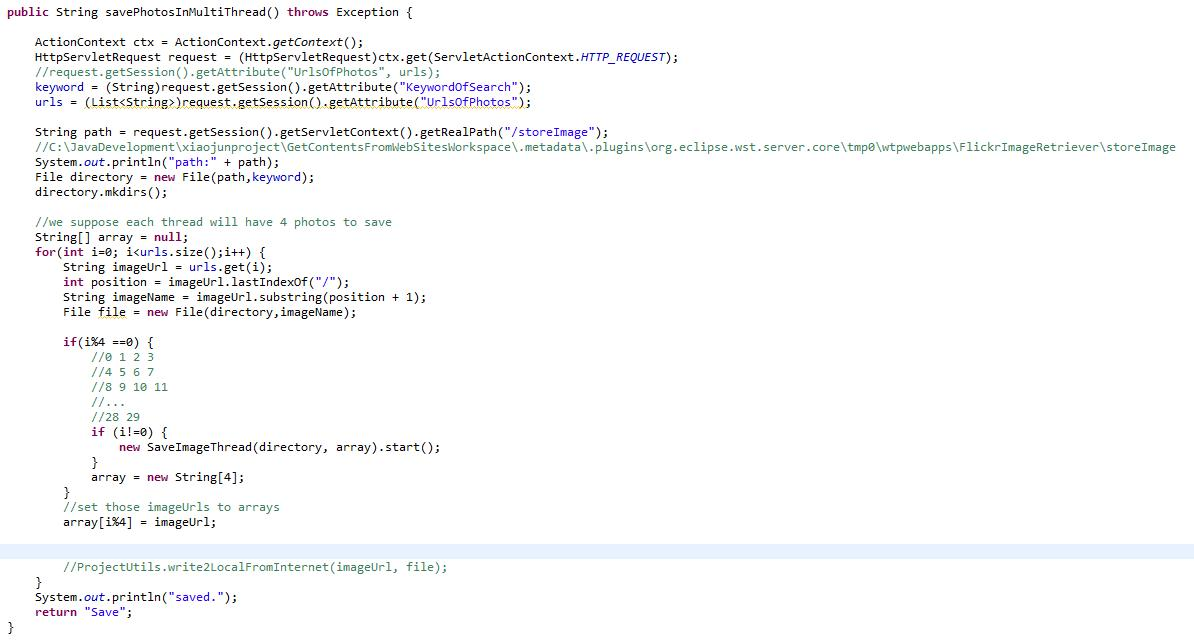 public String savePhotosInMultiThread() throws Exception {
ActionContext ctx = ActionContext.getContext();
HttpServletRequest request = (HttpServletRequest)ctx.get(ServletActionContext.HTTP_REQUEST);
//request.getSession().getAttribute("UrlsOfPhotos", urls);
keyword = (String)request.getSession().getAttribute("KeywordOfSearch");
urls = (List<String>)request.getSession().getAttribute("UrlsOfPhotos");
String path = request.getSession().getServletContext().getRealPath("/storeImage");
//C:\JavaDevelopment\xiaojunproject\GetContentsFromWebSitesWorkspace\.metadata\.plugins\org.eclipse.wst.server.core\tmp0\wtpwebapps\FlickrImageRetriever\storeImage
System.out.println("path:" + path);
File directory = new File(path,keyword);
directory.mkdirs();
//we suppose each thread will have 4 photos to save
String[] array = null;
for(int i=0; i<urls.size();i++) {
String imageUrl = urls.get(i);
int position = imageUrl.lastIndexOf("/");
String imageName = imageUrl.substring(position + 1);
File file = new File(directory,imageName);
if(i%4 ==0) {
//0 1 2 3
//4 5 6 7
//8 9 10 11
//...
//28 29
if (i!=0) {
new SaveImageThread(directory, array).start();
}
array = new String[4];
}
//set those imageUrls to arrays
array[i%4] = imageUrl;
//ProjectUtils.write2LocalFromInternet(imageUrl, file);
}
System.out.println("saved.");
return "Save";
}